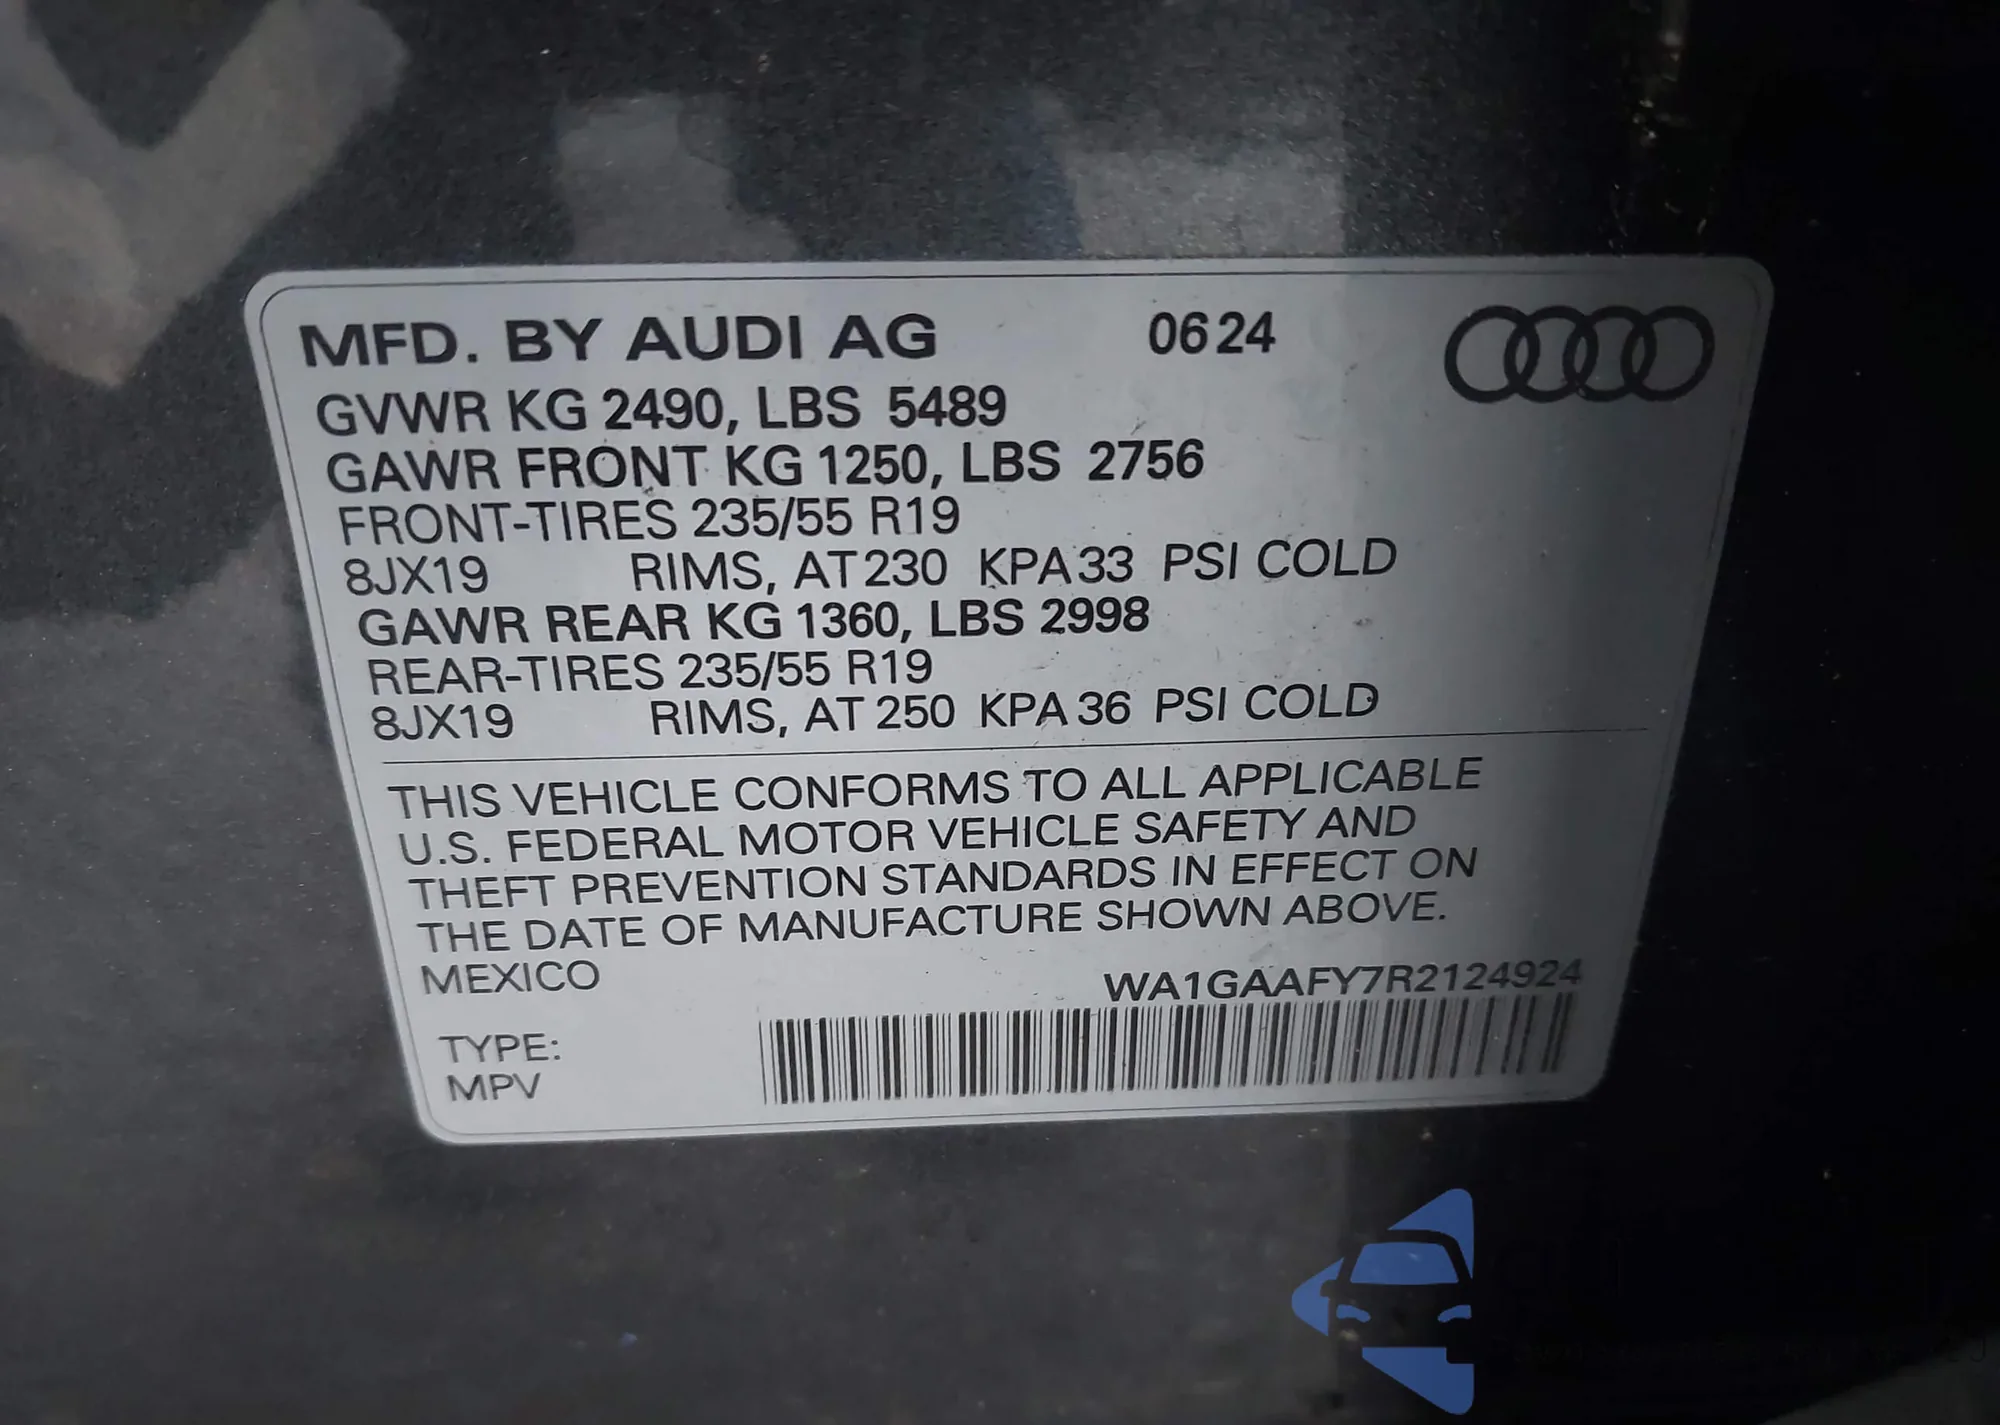 MFD. BY AUDI AG 06 24
GVWR KG 2490, LBS 5489
GAWR FRONT KG 1250, LBS 2756
FRONT-TIRES 235/55 R19
8JX19 RIMS, AT 230 KPA 33 PSI COLD
GAWR REAR KG 1360, LBS 2998
REAR-TIRES 235/55 R19
8JX19 RIMS, AT 250 KPA 36 PSI COLD
THIS VEHICLE CONFORMS TO ALL APPLICABLE
U.S. FEDERAL MOTOR VEHICLE SAFETY AND
THEFT PREVENTION STANDARDS IN EFFECT ON
THE DATE OF MANUFACTURE SHOWN ABOVE.
MEXICO WA1GAAFY7R2124924
TYPE:
MPV